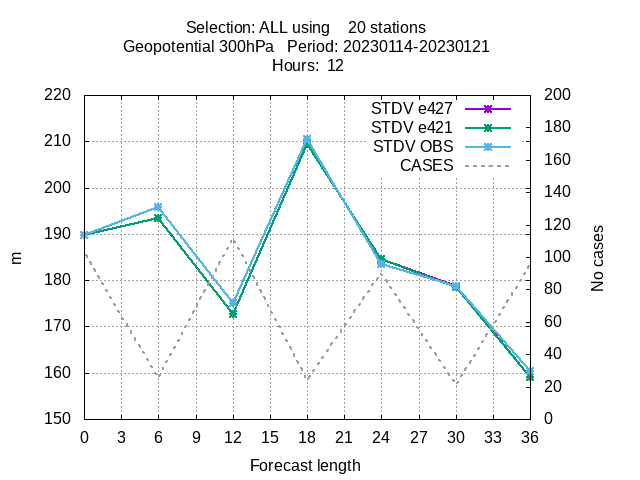 Selection: ALL using 20 stations
Geopotential 300hPa Period: 20230114-20230121
Hours: 12
220
210
200
190
180
170
160
150
m
200
180
160
140
120
100
80
60
40
20
0
No cases
STDV e427
STDV e421
STDV OBS
CASES
0 3 6 9 12 15 18 21 24 27 30 33 36
Forecast length